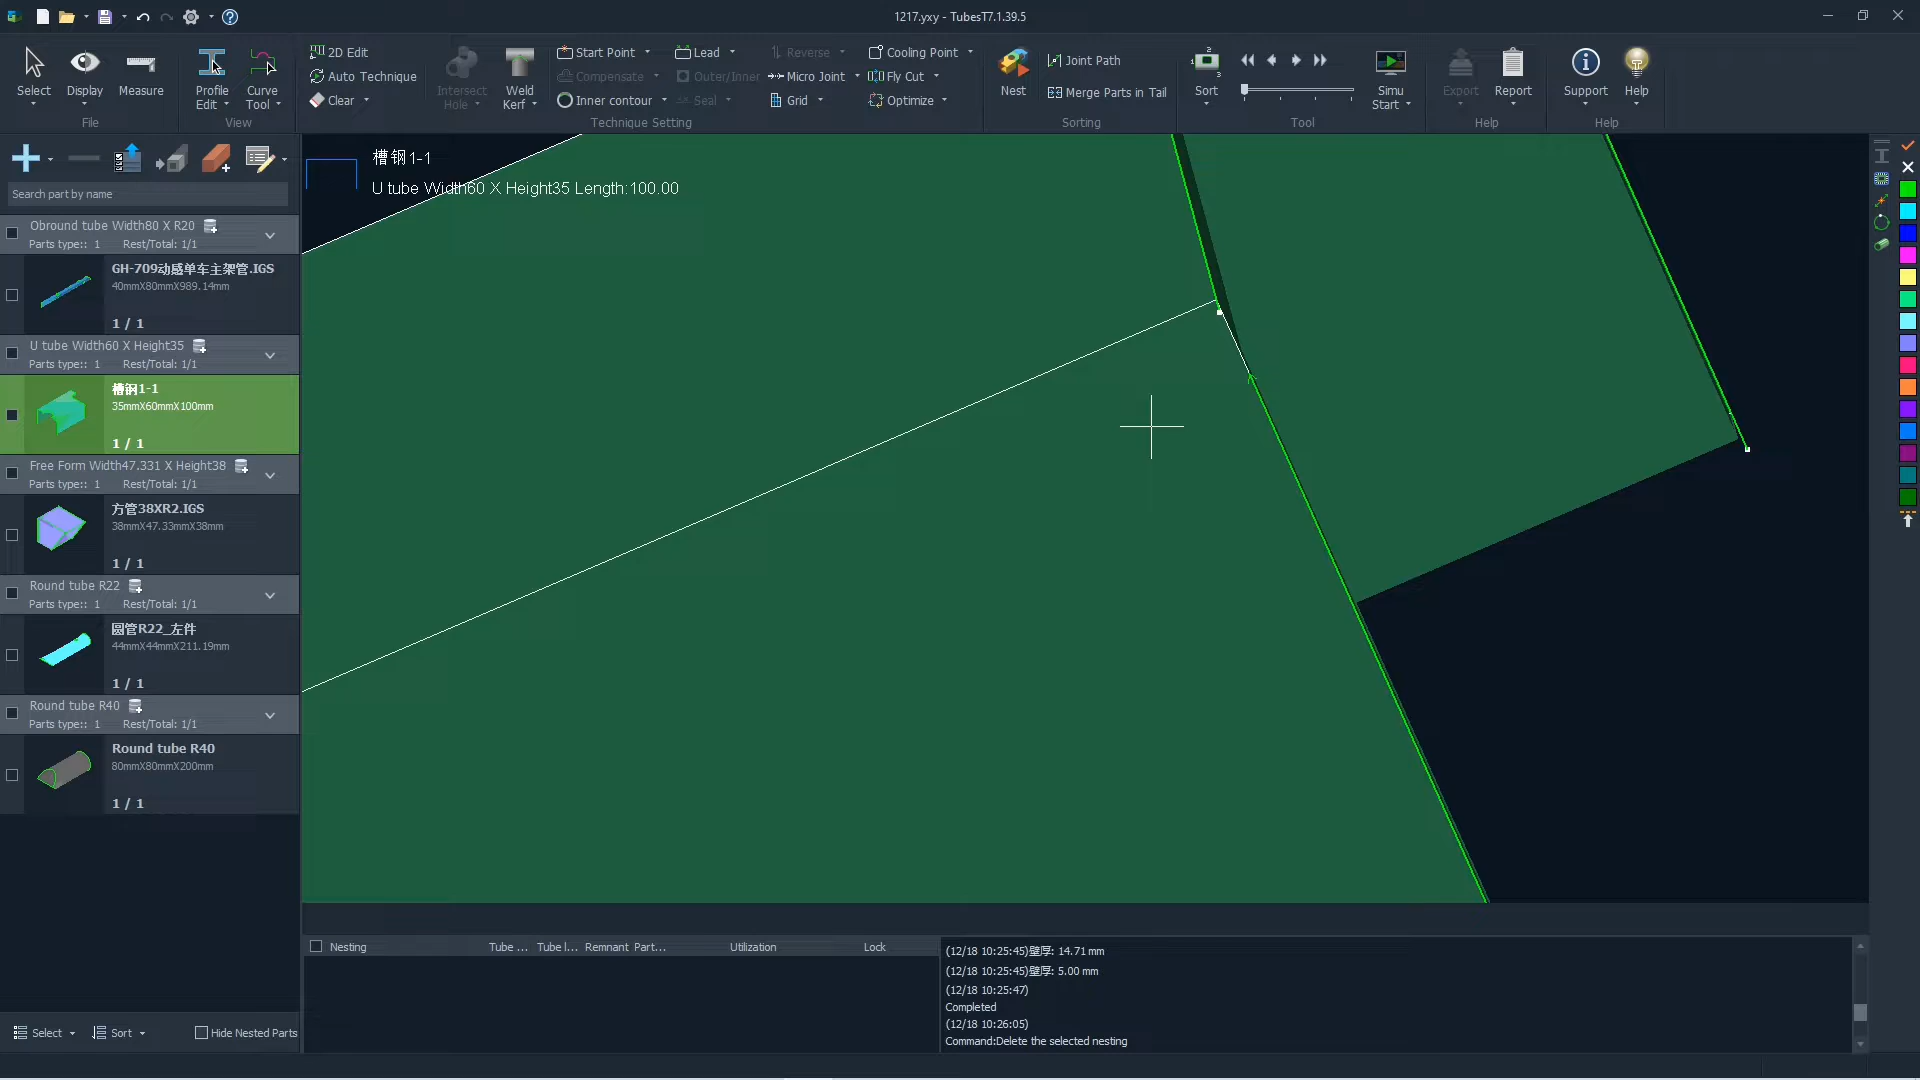 1217.yxy - TubesT7.1.39.5
Select
Display
Measure
File
Profile
Edit
Curve
Tool
View
2D Edit
Auto Technique
Clear
Intersect
Hole
Weld
Kerf
Start Point
Compensate
Inner contour
Lead
Outer/Inner
Seal
Reverse
Micro Joint
Grid
Cooling Point
Fly Cut
Optimize
Technique Setting
Nest
Joint Path
Merge Parts in Tail
Sorting
1
2
3
Sort
Simu
Start
Tool
Export
Report
Help
Support
Help
Help
Search part by name
Obround tube Width80 X R20
Parts type:: 1 Rest/Total: 1/1
GH-709动感单车主架管.IGS
40mmX80mmX989.14mm
1 / 1
U tube Width60 X Height35
Parts type:: 1 Rest/Total: 1/1
槽钢1-1
35mmX60mmX100mm
1 / 1
Free Form Width47.331 X Height38
Parts type:: 1 Rest/Total: 1/1
方管38XR2.IGS
38mmX47.33mmX38mm
1 / 1
Round tube R22
Parts type:: 1 Rest/Total: 1/1
圆管R22_左件
44mmX44mmX211.19mm
1 / 1
Round tube R40
Parts type:: 1 Rest/Total: 1/1
Round tube R40
80mmX80mmX200mm
1 / 1
Select
Sort
Hide Nested Parts
槽钢1-1
U tube Width60 X Height35 Length:100.00
Nesting Tube ... Tube l... Remnant Part... Utilization Lock
(12/18 10:25:45)壁厚: 14.71 mm
(12/18 10:25:45)壁厚: 5.00 mm
(12/18 10:25:47)
Completed
(12/18 10:26:05)
Command:Delete the selected nesting